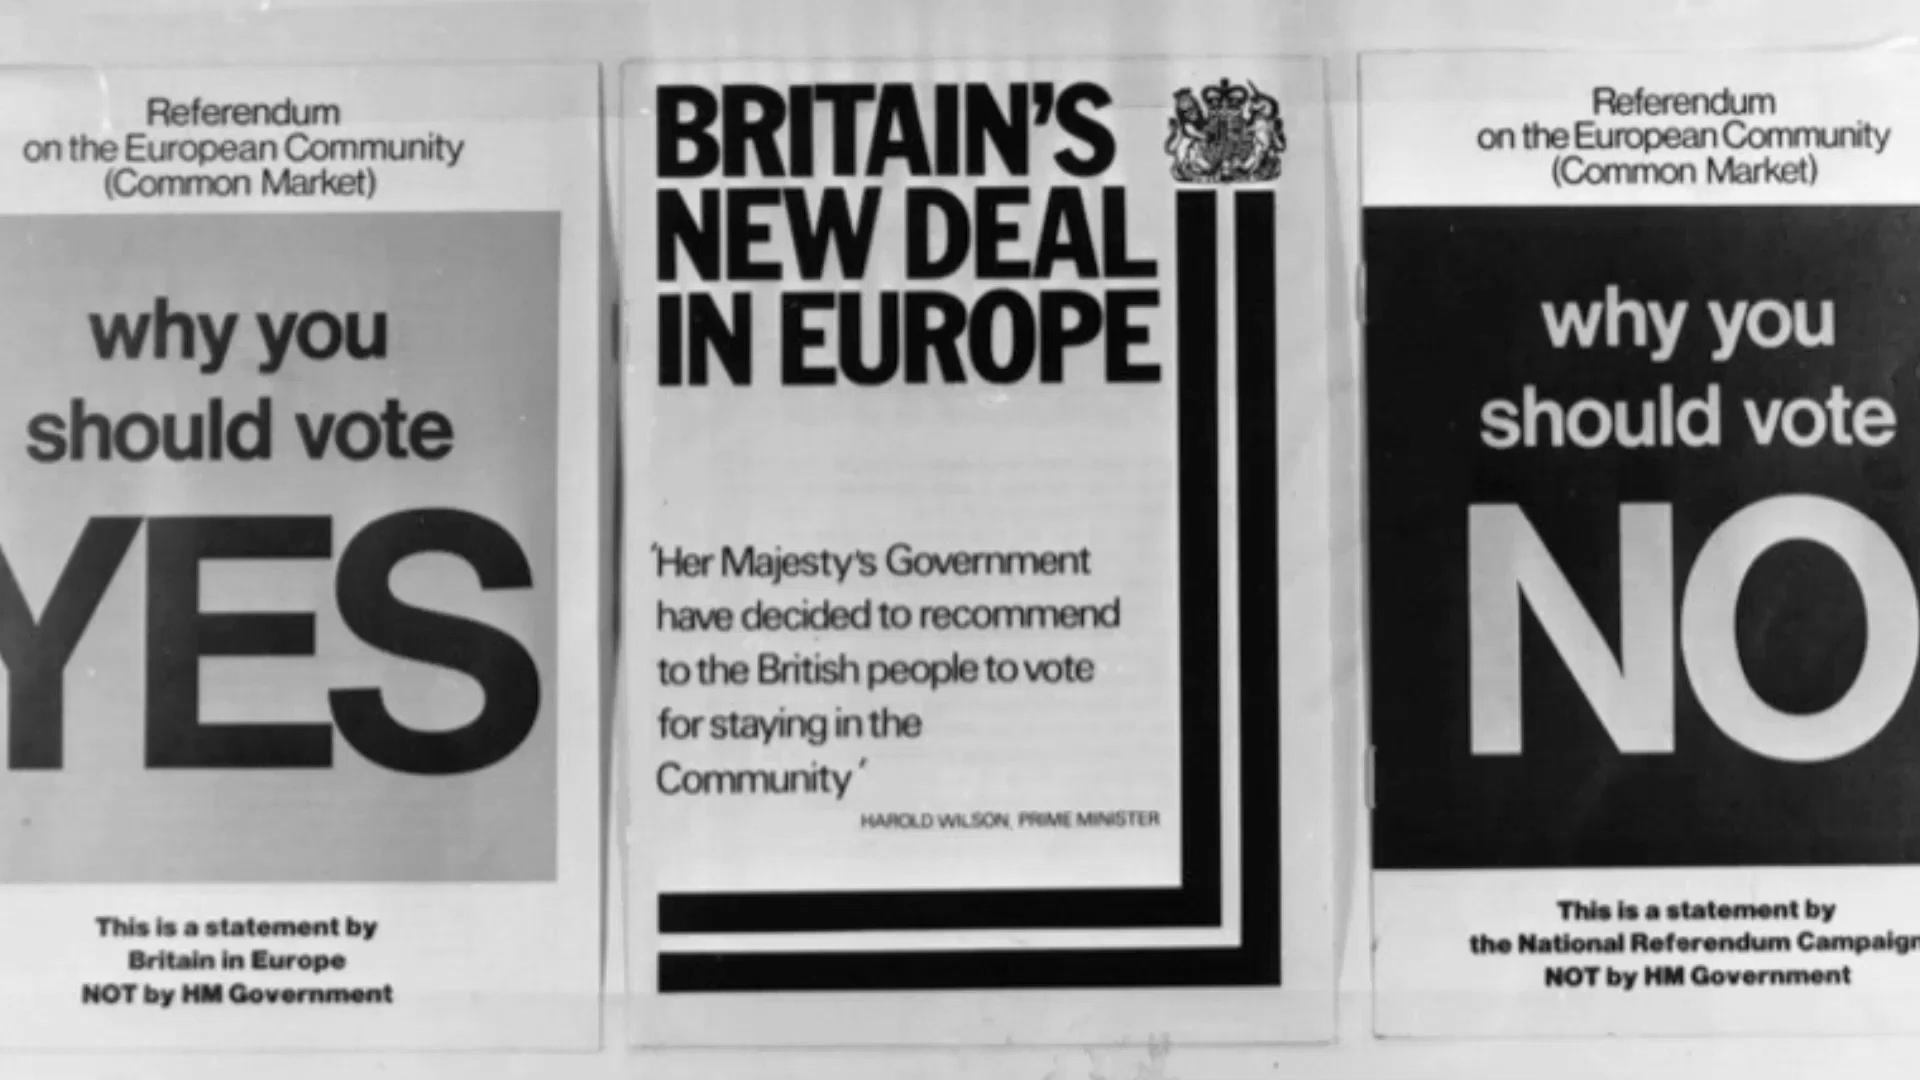 Referendum
on the European Community
(Common Market)
why you
should vote
YES
This is a statement by
Britain in Europe
NOT by HM Government
BRITAIN'S
NEW DEAL
IN EUROPE
'Her Majesty's Government
have decided to recommend
to the British people to vote
for staying in the
Community'
HAROLD WILSON, PRIME MINISTER
Referendum
on the European Community
(Common Market)
why you
should vote
NO
This is a statement by
the National Referendum Campaign
NOT by HM Government